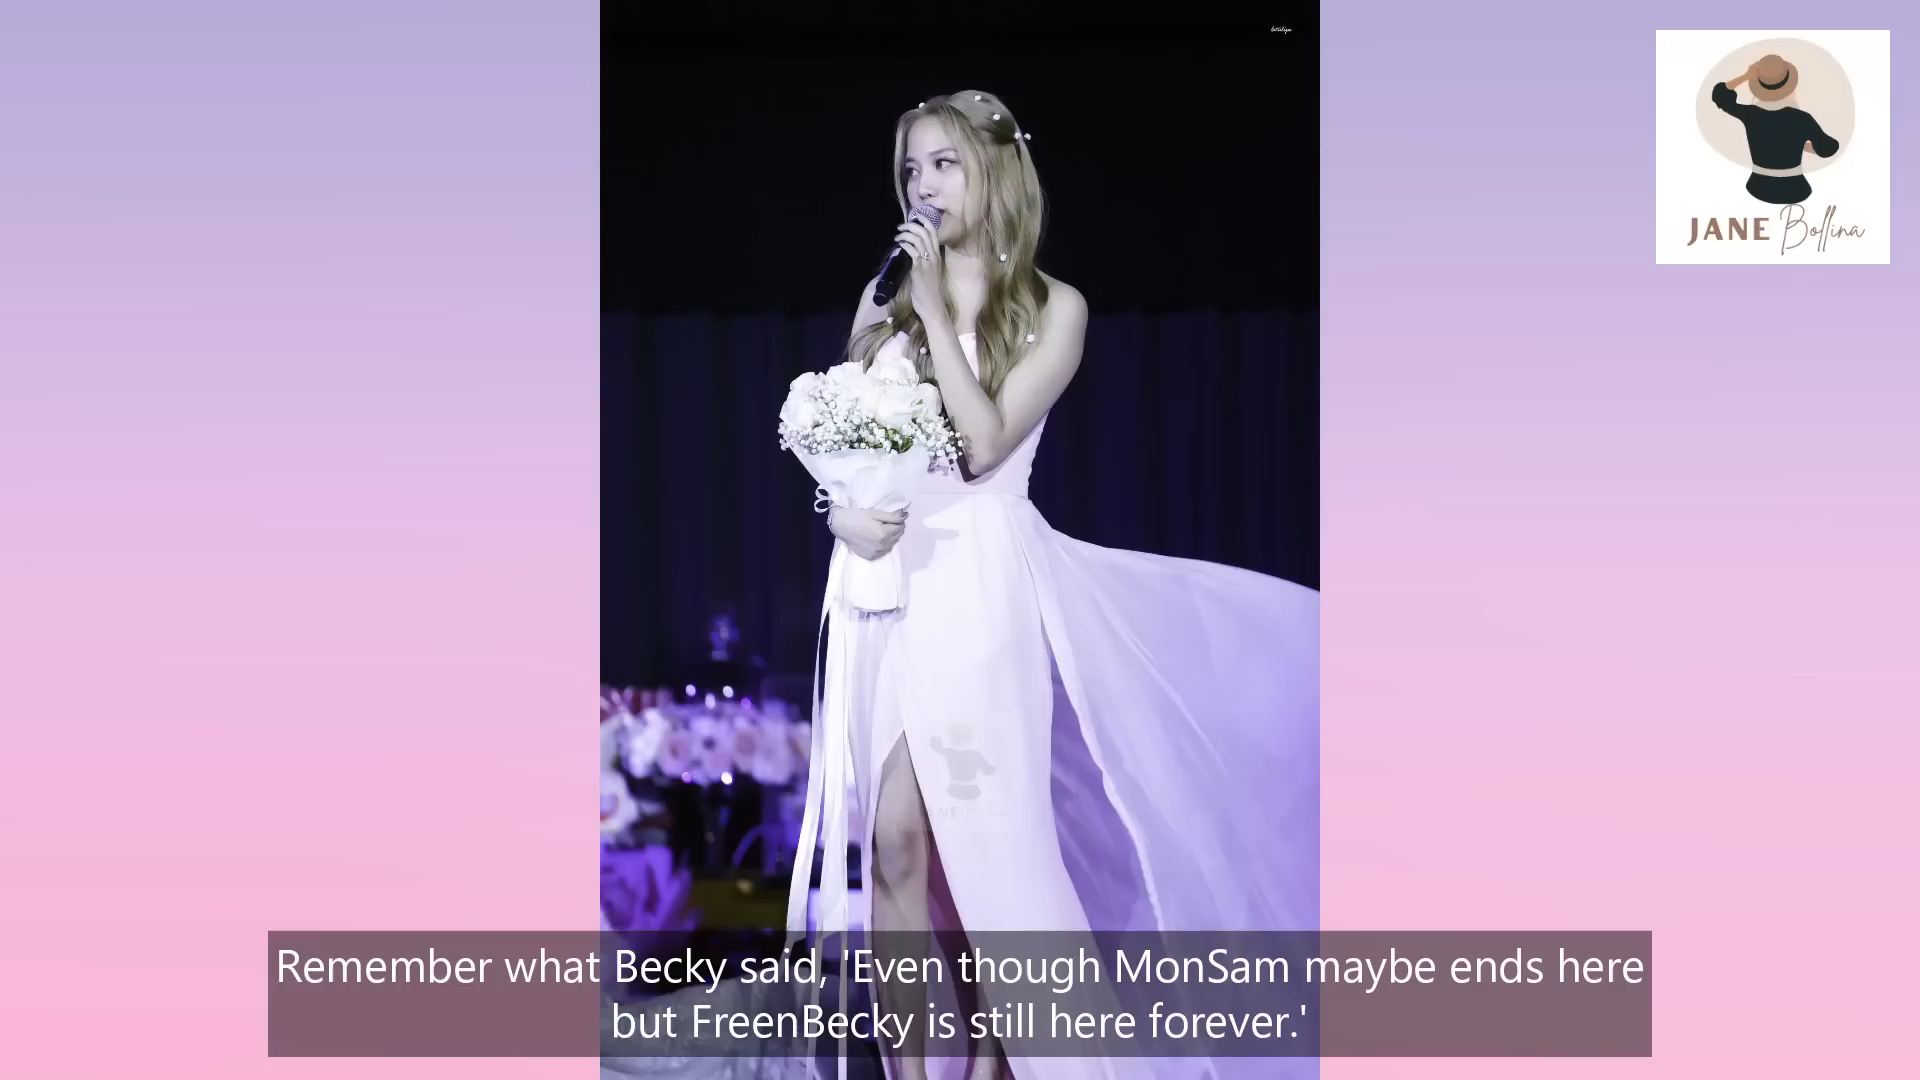 JANE Bollina
Remember what Becky said, 'Even though MonSam maybe ends here
but FreenBecky is still here forever.'